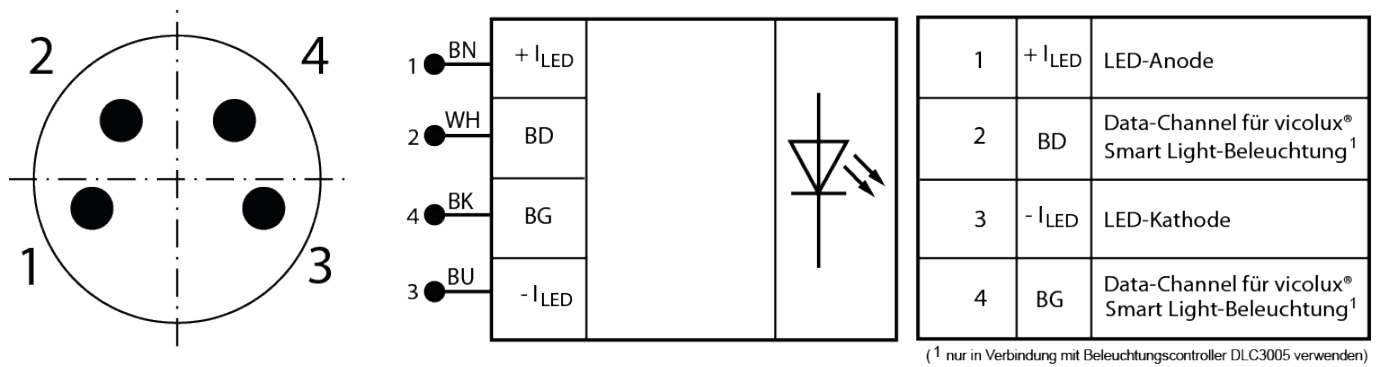 2 4
1 3
1 BN + I LED
2 WH BD
4 BK BG
3 BU - I LED
1 + I LED LED-Anode
2 BD Data-Channel für vicolux®
Smart Light-Beleuchtung¹
3 - I LED LED-Kathode
4 BG Data-Channel für vicolux®
Smart Light-Beleuchtung¹
(¹ nur in Verbindung mit Beleuchtungscontroller DLC3005 verwenden)